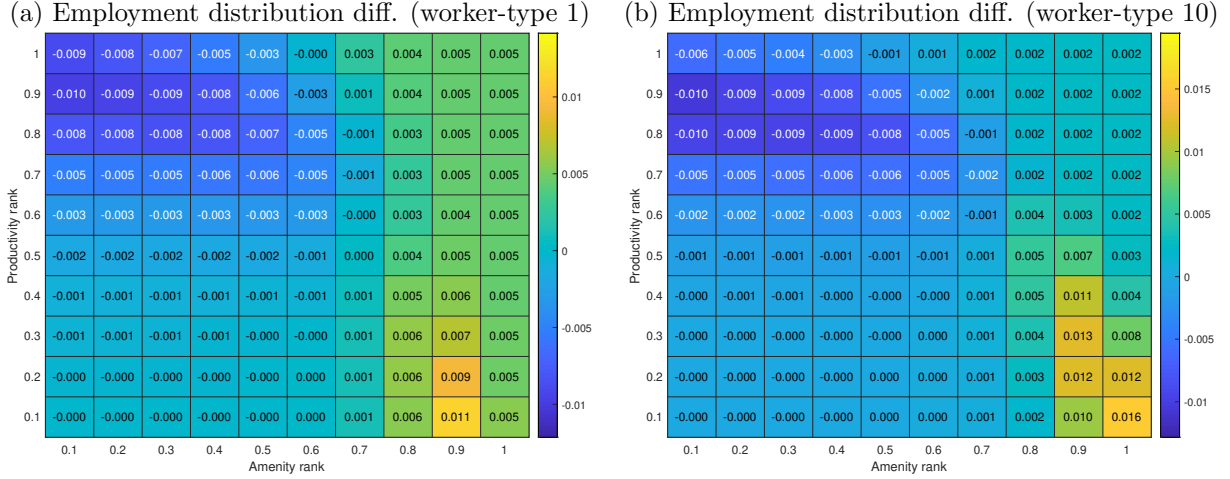 (a) Employment distribution diff. (worker-type 1)
Productivity rank
1 -0.009 -0.008 -0.007 -0.005 -0.003 -0.000 0.003 0.004 0.005 0.005
0.9 -0.010 -0.009 -0.009 -0.008 -0.006 -0.003 0.001 0.004 0.005 0.005
0.8 -0.008 -0.008 -0.008 -0.008 -0.007 -0.005 -0.001 0.003 0.005 0.005
0.7 -0.005 -0.005 -0.005 -0.006 -0.006 -0.005 -0.001 0.003 0.004 0.005
0.6 -0.003 -0.003 -0.003 -0.003 -0.003 -0.003 -0.000 0.003 0.004 0.005
0.5 -0.002 -0.002 -0.002 -0.002 -0.002 -0.001 0.000 0.004 0.005 0.005
0.4 -0.001 -0.001 -0.001 -0.001 -0.001 -0.001 0.001 0.005 0.006 0.005
0.3 -0.001 -0.001 -0.001 -0.001 -0.000 -0.000 0.001 0.006 0.007 0.005
0.2 -0.000 -0.000 -0.000 -0.000 -0.000 0.000 0.001 0.006 0.009 0.005
0.1 -0.000 -0.000 -0.000 -0.000 -0.000 0.000 0.001 0.006 0.011 0.005
0.1 0.2 0.3 0.4 0.5 0.6 0.7 0.8 0.9 1
Amenity rank
0.01
0.005
0
-0.005
-0.01
(b) Employment distribution diff. (worker-type 10)
Productivity rank
1 -0.006 -0.005 -0.004 -0.003 -0.001 0.001 0.002 0.002 0.002 0.002
0.9 -0.010 -0.009 -0.009 -0.008 -0.005 -0.002 0.001 0.002 0.002 0.002
0.8 -0.010 -0.009 -0.009 -0.009 -0.008 -0.005 -0.001 0.002 0.002 0.002
0.7 -0.005 -0.005 -0.005 -0.006 -0.006 -0.005 -0.002 0.002 0.002 0.002
0.6 -0.002 -0.002 -0.002 -0.003 -0.003 -0.002 -0.001 0.004 0.003 0.002
0.5 -0.001 -0.001 -0.001 -0.001 -0.001 -0.001 -0.000 0.005 0.007 0.003
0.4 -0.000 -0.000 -0.000 -0.000 -0.000 -0.000 0.001 0.005 0.011 0.004
0.3 -0.000 -0.000 -0.000 -0.000 -0.000 -0.000 0.001 0.004 0.013 0.008
0.2 -0.000 -0.000 -0.000 -0.000 0.000 0.000 0.001 0.003 0.012 0.012
0.1 -0.000 -0.000 -0.000 -0.000 -0.000 0.000 0.001 0.002 0.010 0.016
0.1 0.2 0.3 0.4 0.5 0.6 0.7 0.8 0.9 1
Amenity rank
0.015
0.01
0.005
0
-0.005
-0.01